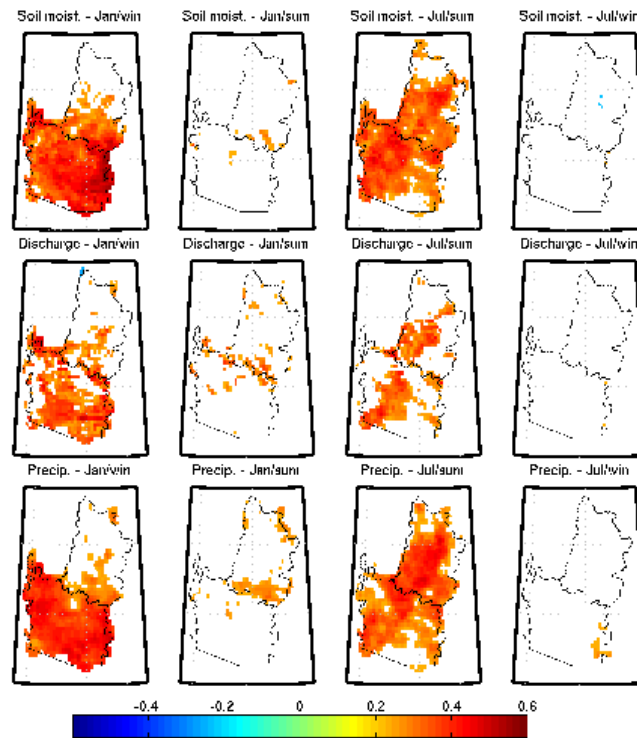 Soil moist. - Jan/win Soil moist. - Jan/sum Soil moist. - Jul/sum Soil moist. - Jul/win
Discharge - Jan/win Discharge - Jan/sum Discharge - Jul/sum Discharge - Jul/win
Precip. - Jan/win Precip. - Jan/sum Precip. - Jul/sum Precip. - Jul/win
-0.4 -0.2 0 0.2 0.4 0.6